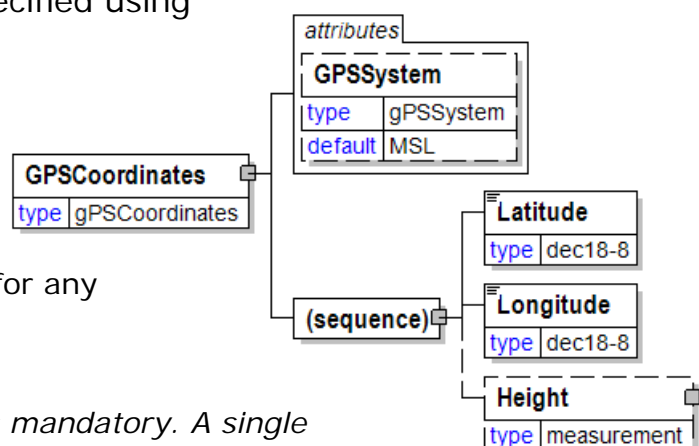 ecified using
attributes
GPSSystem
type gPSSystem
default MSL
GPSCoordinates
type gPSCoordinates
Latitude
type dec18-8
for any
(sequence)
Longitude
type dec18-8
Height
mandatory. A single
type measurement